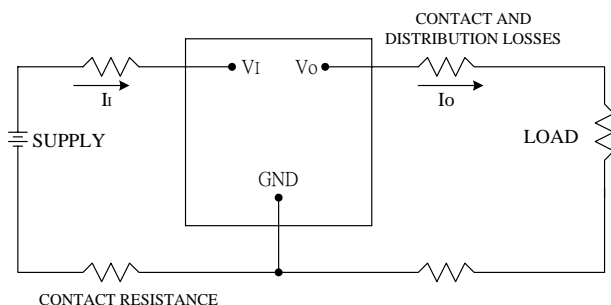 CONTACT AND
DISTRIBUTION LOSSES
VI
VO
II
IO
SUPPLY
LOAD
GND
CONTACT RESISTANCE